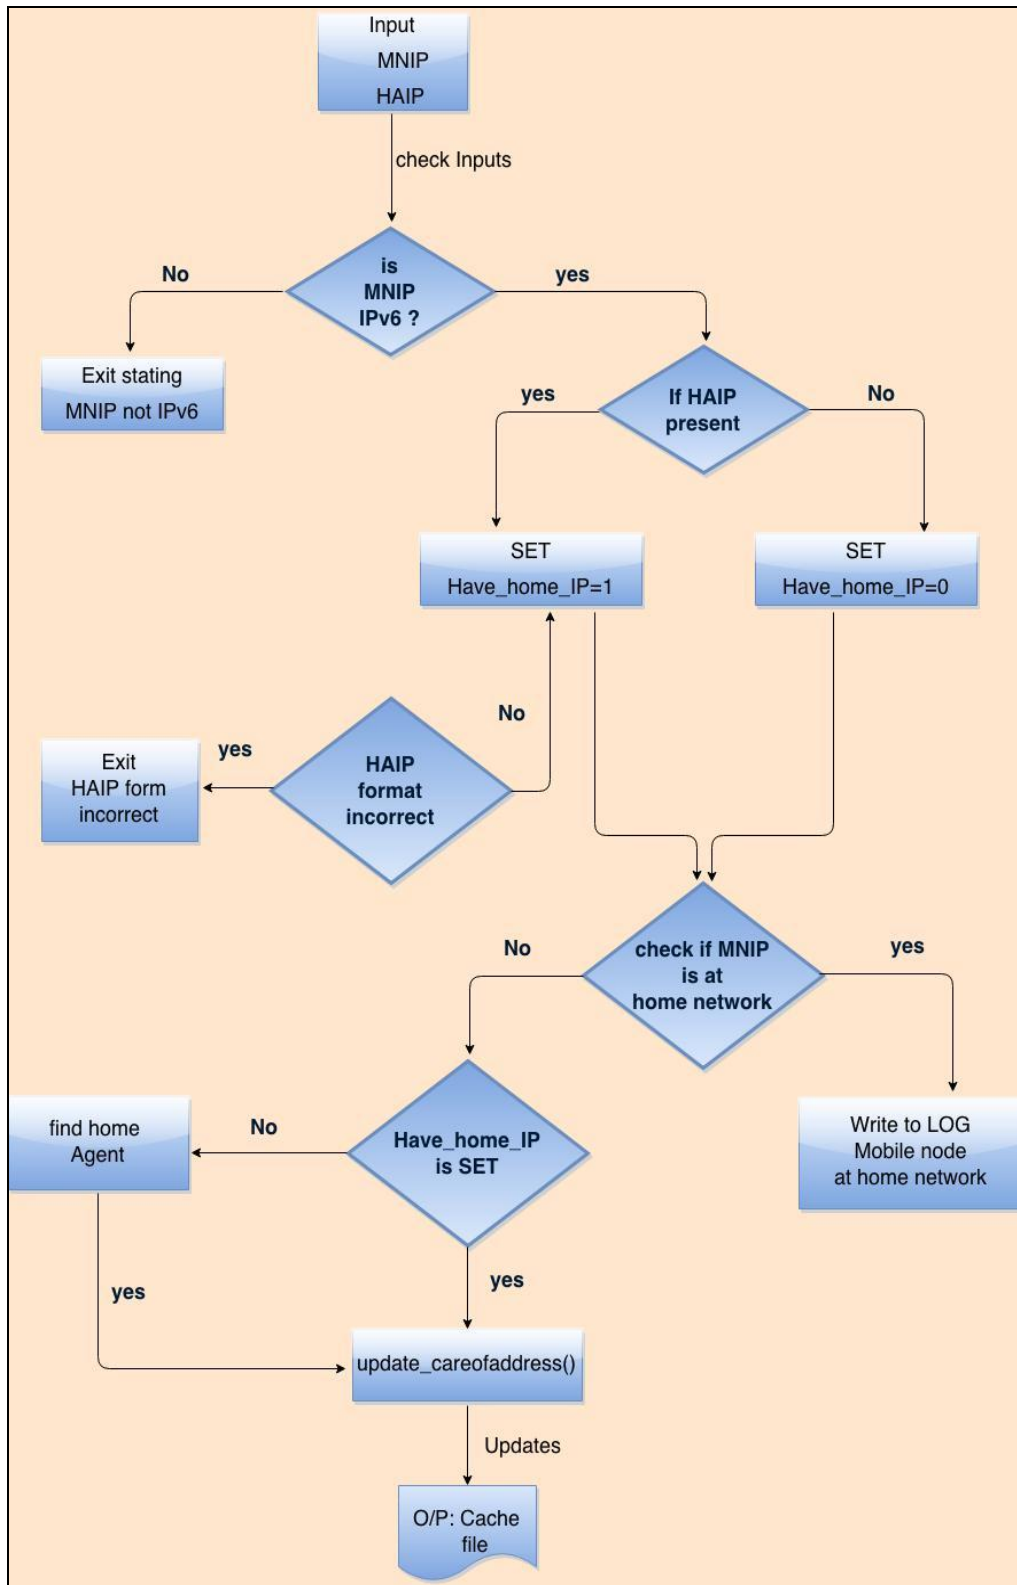 Input
MNIP
HAIP
check Inputs
No
is
MNIP
IPv6 ?
yes
Exit stating
MNIP not IPv6
yes
If HAIP
present
No
SET
Have_home_IP=1
SET
Have_home_IP=0
No
Exit
HAIP form
incorrect
yes
HAIP
format
incorrect
No
check if MNIP
is at
home network
yes
find home
Agent
No
Have_home_IP
is SET
Write to LOG
Mobile node
at home network
yes
yes
update_careofaddress()
Updates
O/P: Cache
file